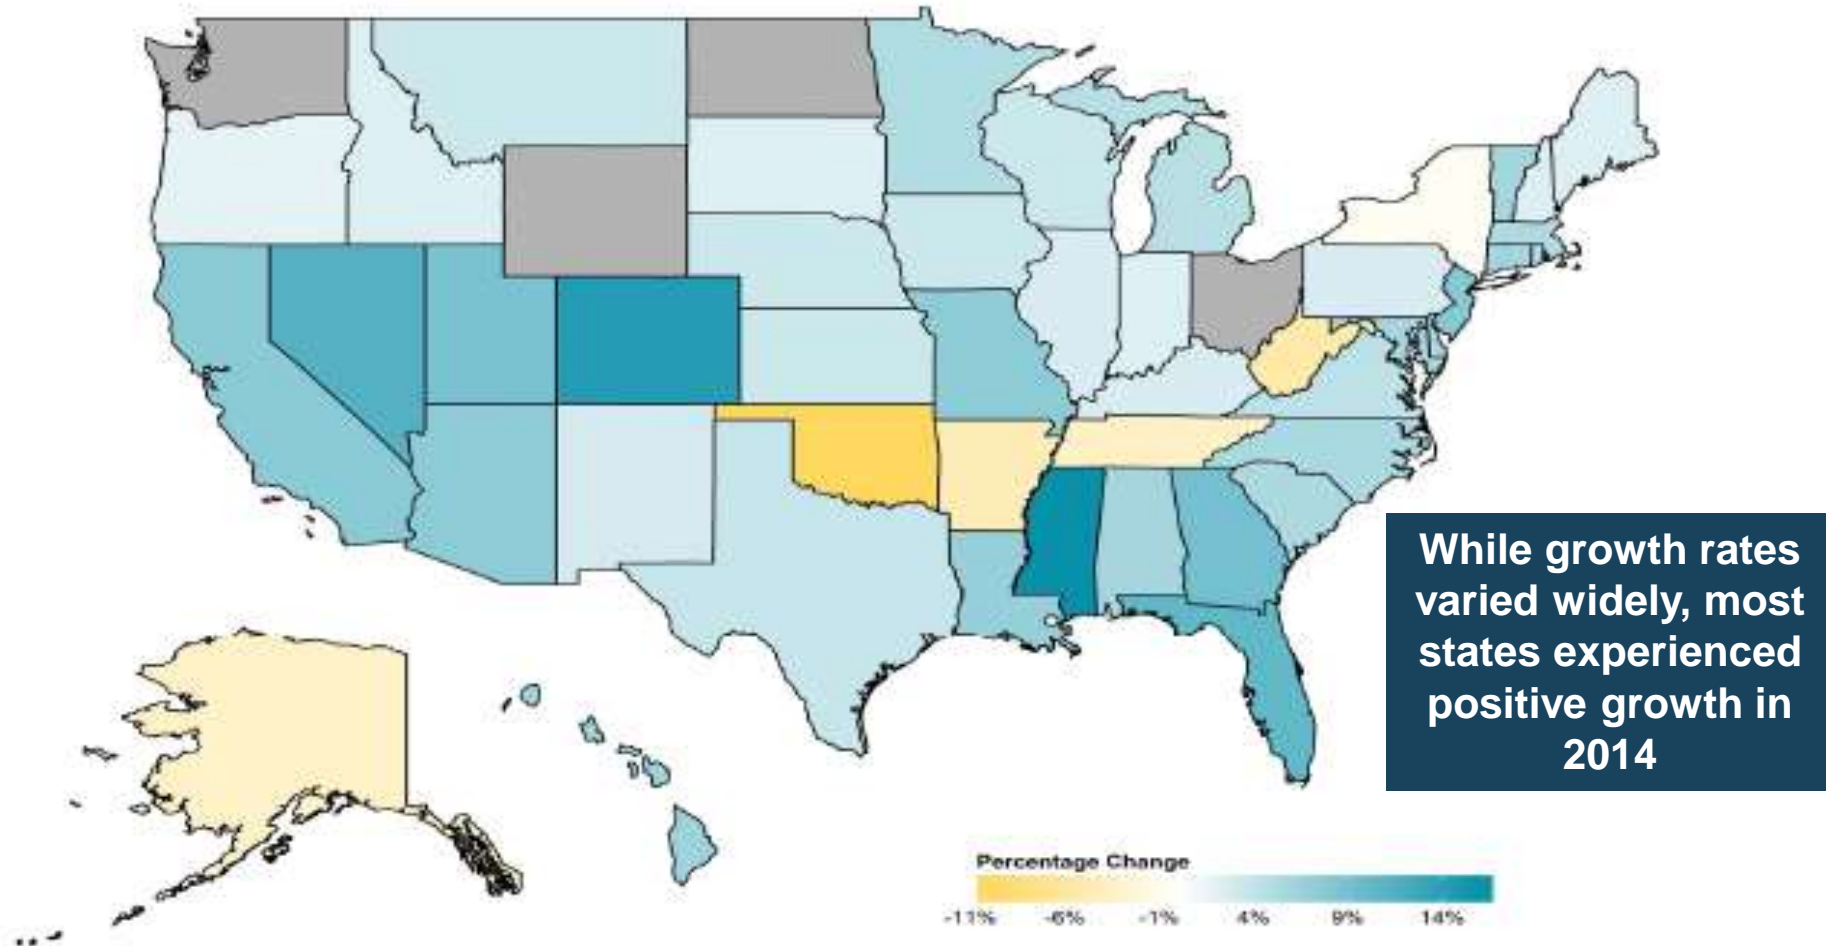 While growth rates
varied widely, most
states experienced
positive growth in
2014
Percentage Change
-11% -6% -1% 4% 9% 14%